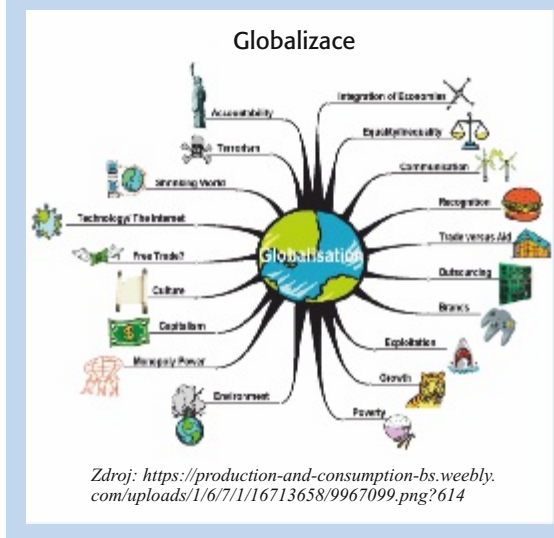 Globalizace
Accountability
Terrorism
Shrinking World
Technology/The Internet
Free Trade?
Culture
Capitalism
Monopoly Power
Environment
Globalisation
Integration of Economies
Equality/Inequality
Communication
Recognition
Trade versus Aid
Outsourcing
Brands
Exploitation
Growth
Poverty
Zdroj: https://production-and-consumption-bs.weebly.
com/uploads/1/6/7/1/16713658/9967099.png?614